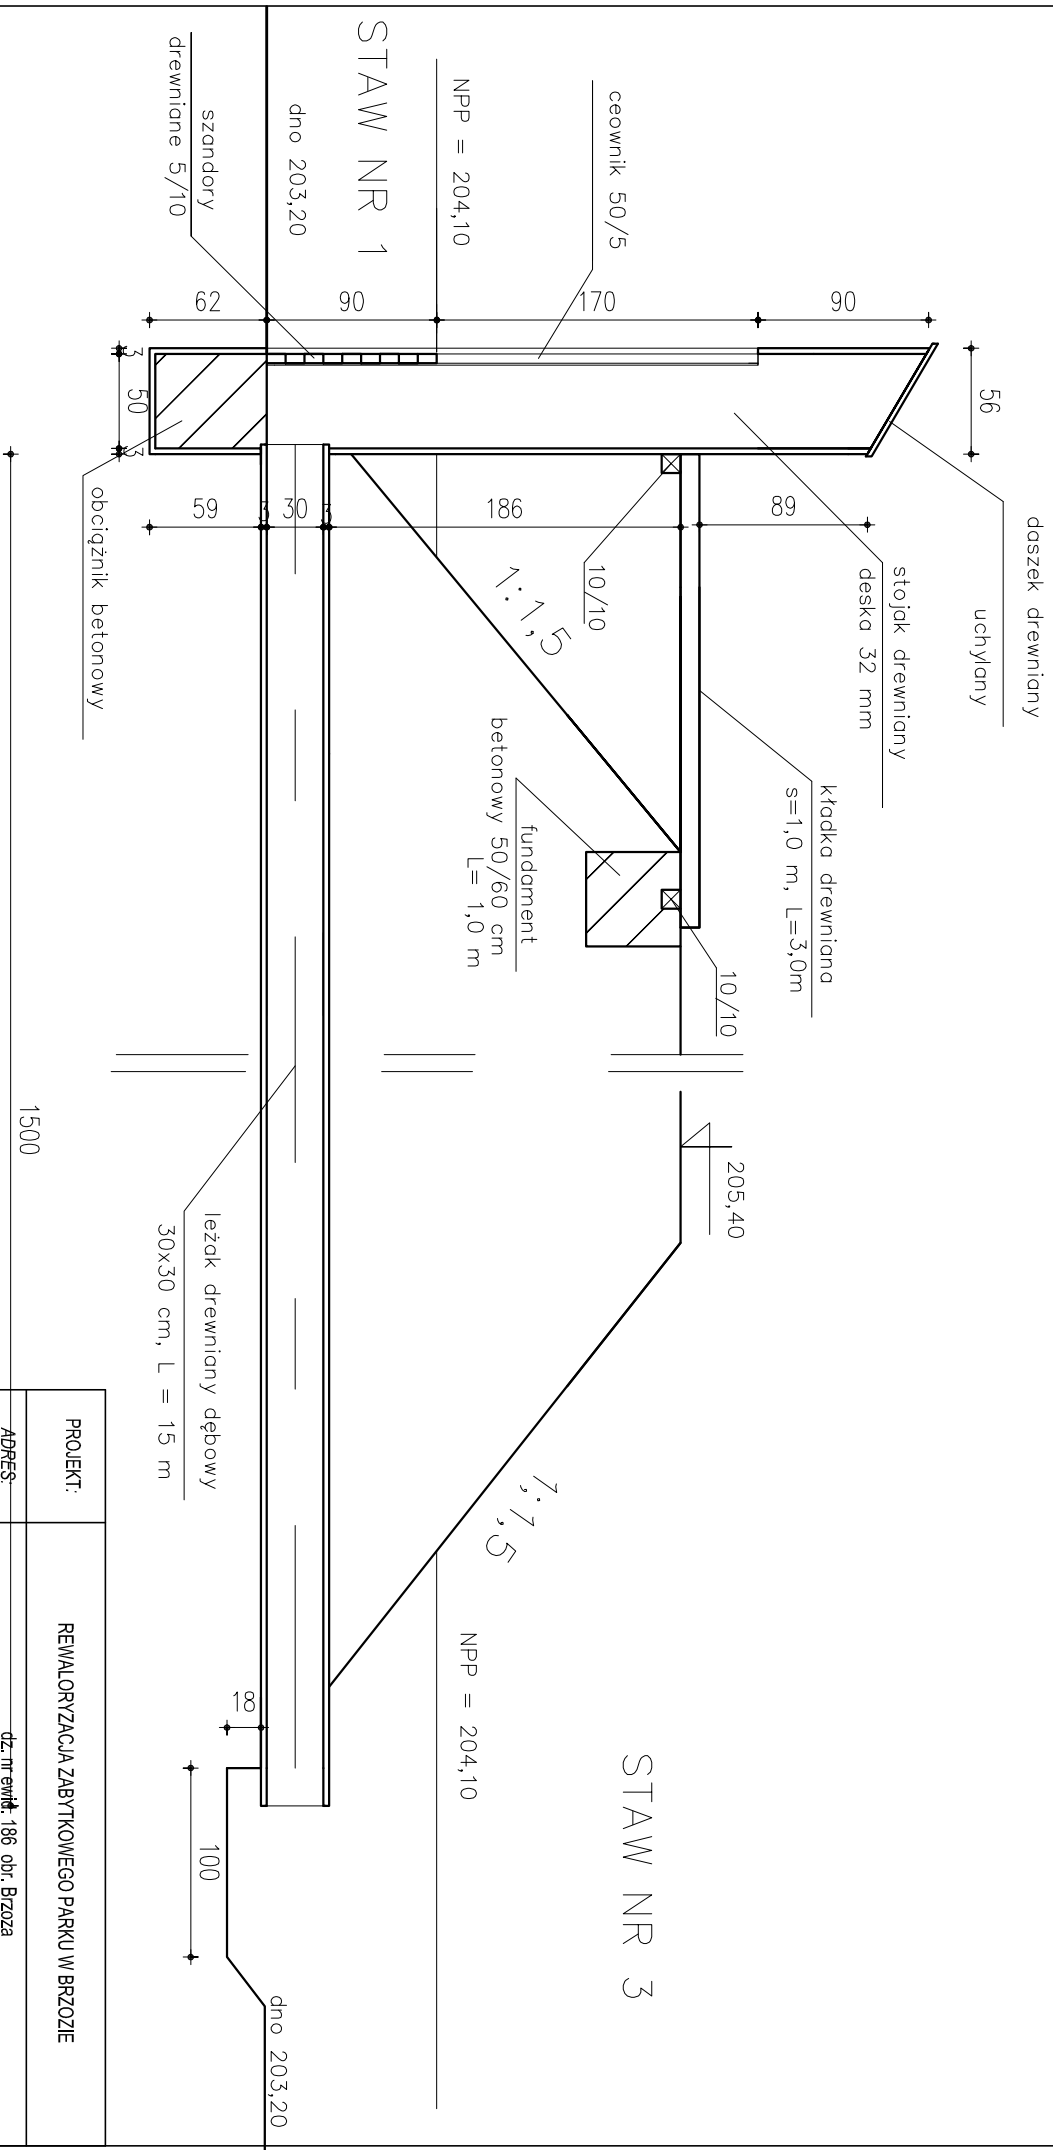 daszek drewniany
uchylany
stojak drewniany
deska 32 mm
kładka drewniana
s=1,0 m, L=3,0m
56
ceownik 50/5
NPP = 204,10
STAW NR 1
dno 203,20
szandory
drewniane 5/10
62
90
170
90
3
50
3
59
3
30
3
186
89
10/10
1:1,5
fundament
betonowy 50/60 cm
L= 1,0 m
10/10
obciążnik betonowy
205,40
1500
leżak drewniany dębowy
30x30 cm, L = 15 m
1:1,5
STAW NR 3
NPP = 204,10
18
100
dno 203,20
PROJEKT:
REWALORYZACJA ZABYTKOWEGO PARKU W BRZOZIE
ADRES:
dz. nr ewid. 186 obr. Brzoza